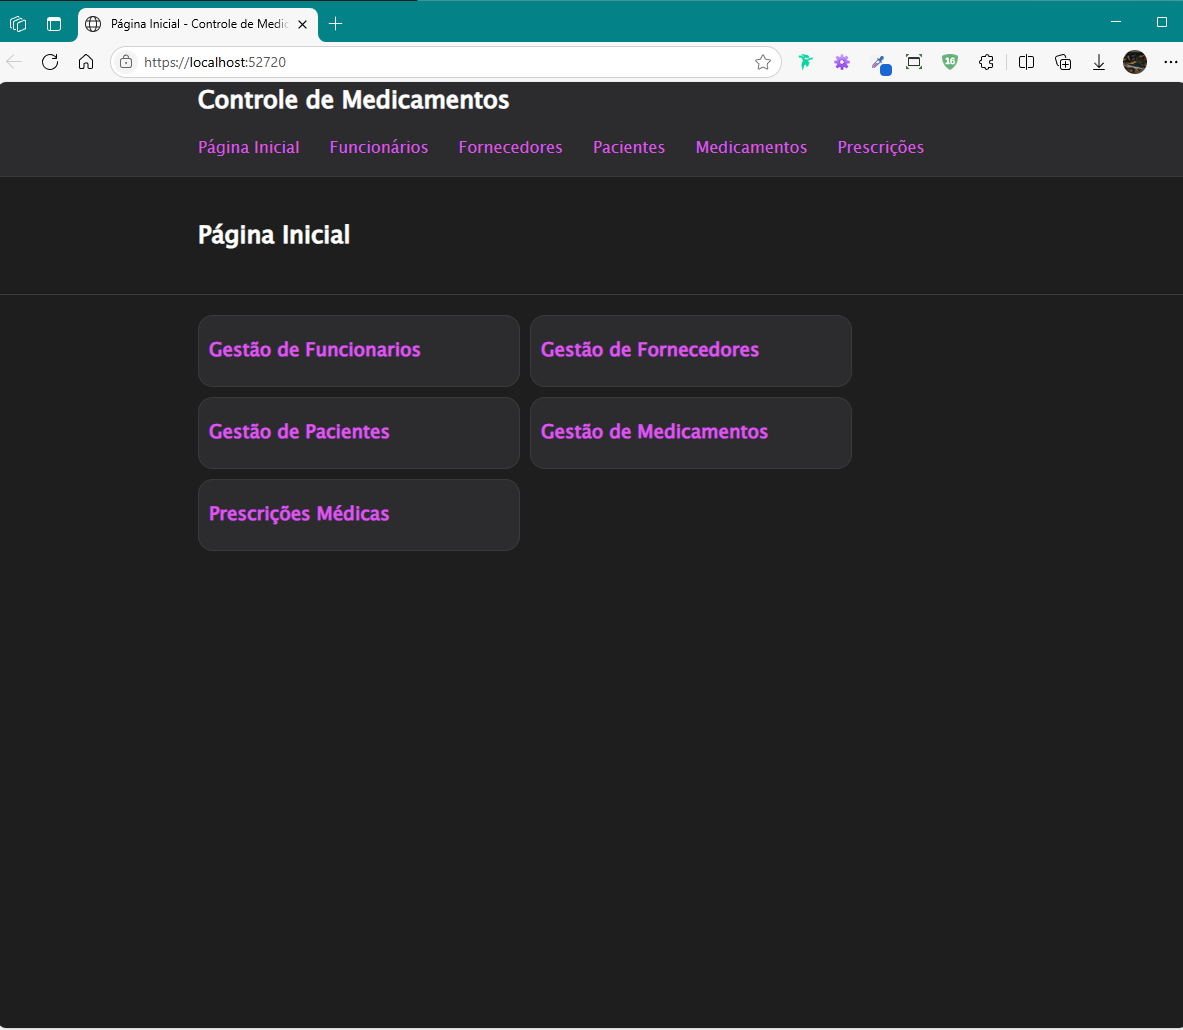 Página Inicial - Controle de Medic
https://localhost:52720
16
Controle de Medicamentos
Página Inicial Funcionários Fornecedores Pacientes Medicamentos Prescrições
Página Inicial
Gestão de Funcionarios Gestão de Fornecedores
Gestão de Pacientes Gestão de Medicamentos
Prescrições Médicas